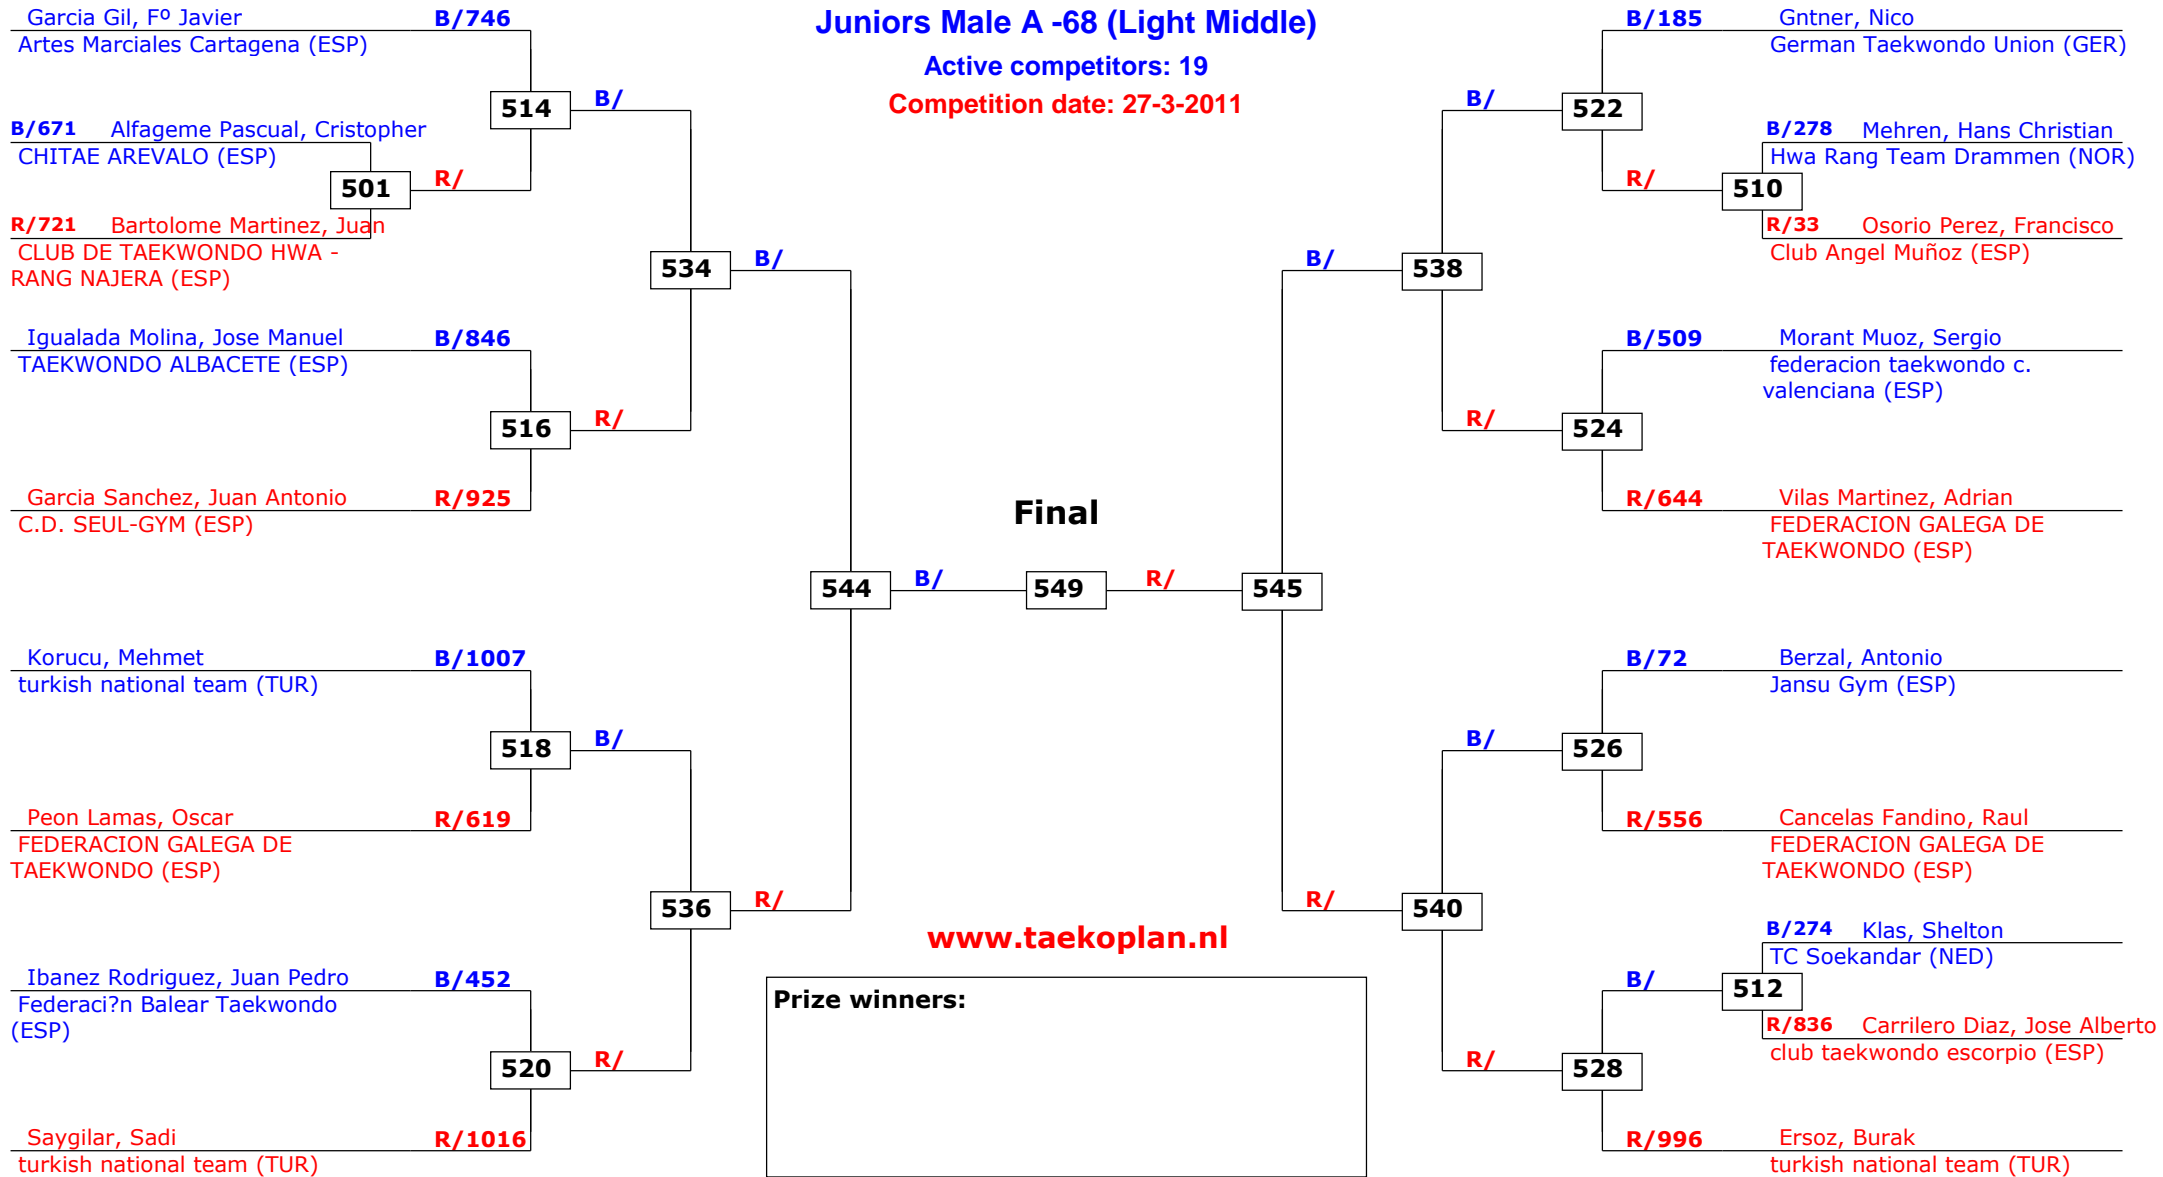 Juniors Male A -68 (Light Middle)
Active competitors: 19
Competition date: 27-3-2011
Garcia Gil, Fº Javier B/746
Artes Marciales Cartagena (ESP)
514 B/
B/671 Alfageme Pascual, Cristopher
CHITAE AREVALO (ESP)
501 R/
R/721 Bartolome Martinez, Juan
CLUB DE TAEKWONDO HWA -
RANG NAJERA (ESP)
534 B/
Igualada Molina, Jose Manuel B/846
TAEKWONDO ALBACETE (ESP)
516 R/
Garcia Sanchez, Juan Antonio R/925
C.D. SEUL-GYM (ESP)
Final
544 B/ 549 R/ 545
Korucu, Mehmet B/1007
turkish national team (TUR)
518 B/
Peon Lamas, Oscar R/619
FEDERACION GALEGA DE
TAEKWONDO (ESP)
536 R/
Ibanez Rodriguez, Juan Pedro B/452
Federaci?n Balear Taekwondo
(ESP)
520 R/
Saygilar, Sadi R/1016
turkish national team (TUR)
B/185 Gntner, Nico
German Taekwondo Union (GER)
B/ 522
B/278 Mehren, Hans Christian
Hwa Rang Team Drammen (NOR)
R/ 510
R/33 Osorio Perez, Francisco
Club Angel Muñoz (ESP)
B/ 538
B/509 Morant Muoz, Sergio
federacion taekwondo c.
valenciana (ESP)
R/ 524
R/644 Vilas Martinez, Adrian
FEDERACION GALEGA DE
TAEKWONDO (ESP)
B/72 Berzal, Antonio
Jansu Gym (ESP)
B/ 526
R/556 Cancelas Fandino, Raul
FEDERACION GALEGA DE
TAEKWONDO (ESP)
R/ 540
B/274 Klas, Shelton
TC Soekandar (NED)
B/ 512
R/836 Carrilero Diaz, Jose Alberto
club taekwondo escorpio (ESP)
R/ 528
R/996 Ersoz, Burak
turkish national team (TUR)
www.taekoplan.nl
Prize winners: